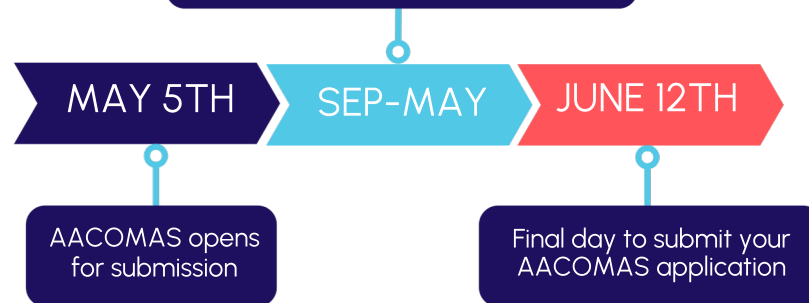 MAY 5TH
SEP-MAY
JUNE 12TH
AACOMAS opens
for submission
Final day to submit your
AACOMAS application